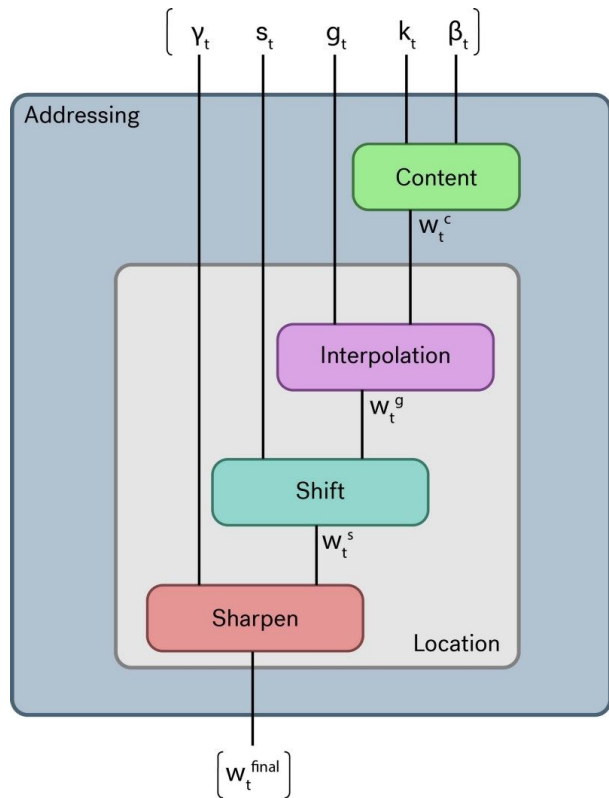 [ γₜ sₜ gₜ kₜ βₜ ]
Addressing
Content
wₜᶜ
Interpolation
wₜᵍ
Shift
wₜˢ
Sharpen
Location
[ wₜᶠⁱⁿᵃˡ ]